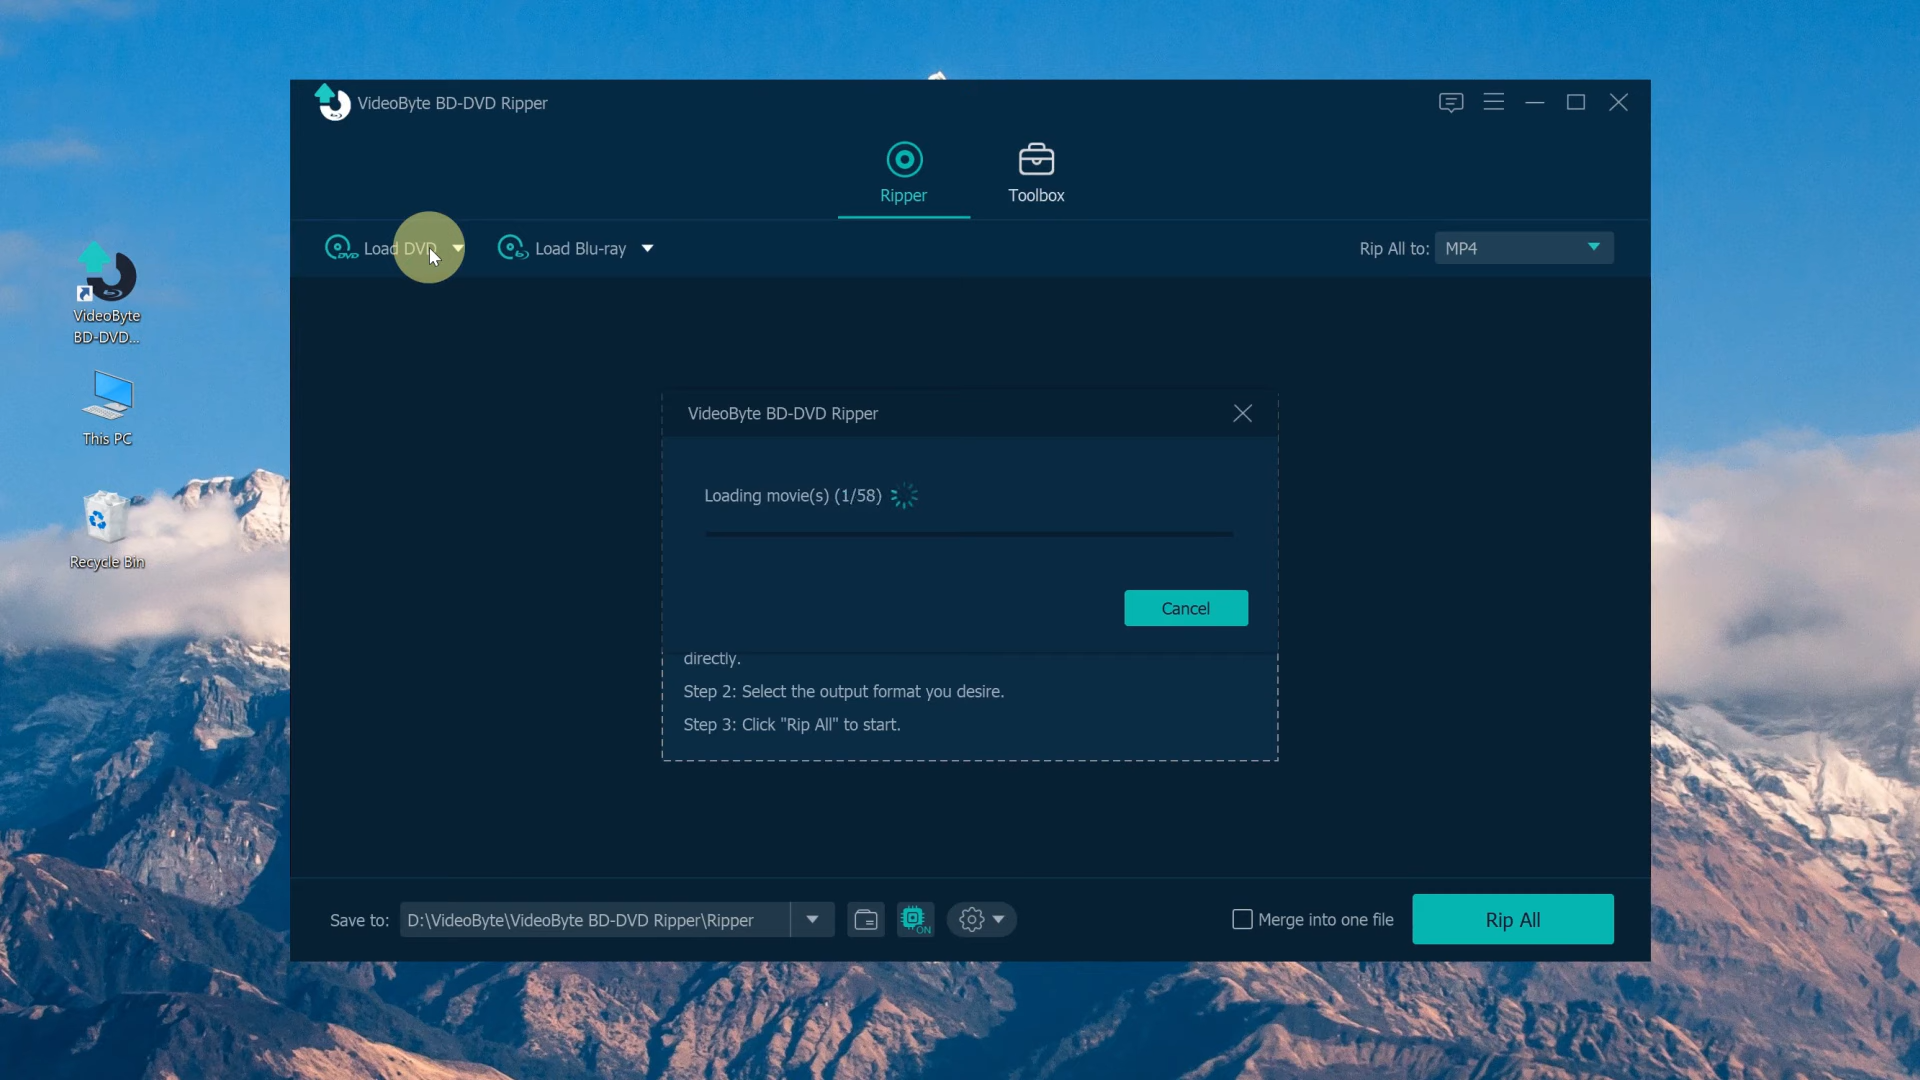 VideoByte BD-DVD Ripper
Ripper
Toolbox
Load DVD
Load Blu-ray
Rip All to:
MP4
VideoByte
BD-DVD...
This PC
Recycle Bin
VideoByte BD-DVD Ripper
Loading movie(s) (1/58)
Cancel
directly.
Step 2: Select the output format you desire.
Step 3: Click "Rip All" to start.
Save to:
D:\VideoByte\VideoByte BD-DVD Ripper\Ripper
ON
Merge into one file
Rip All